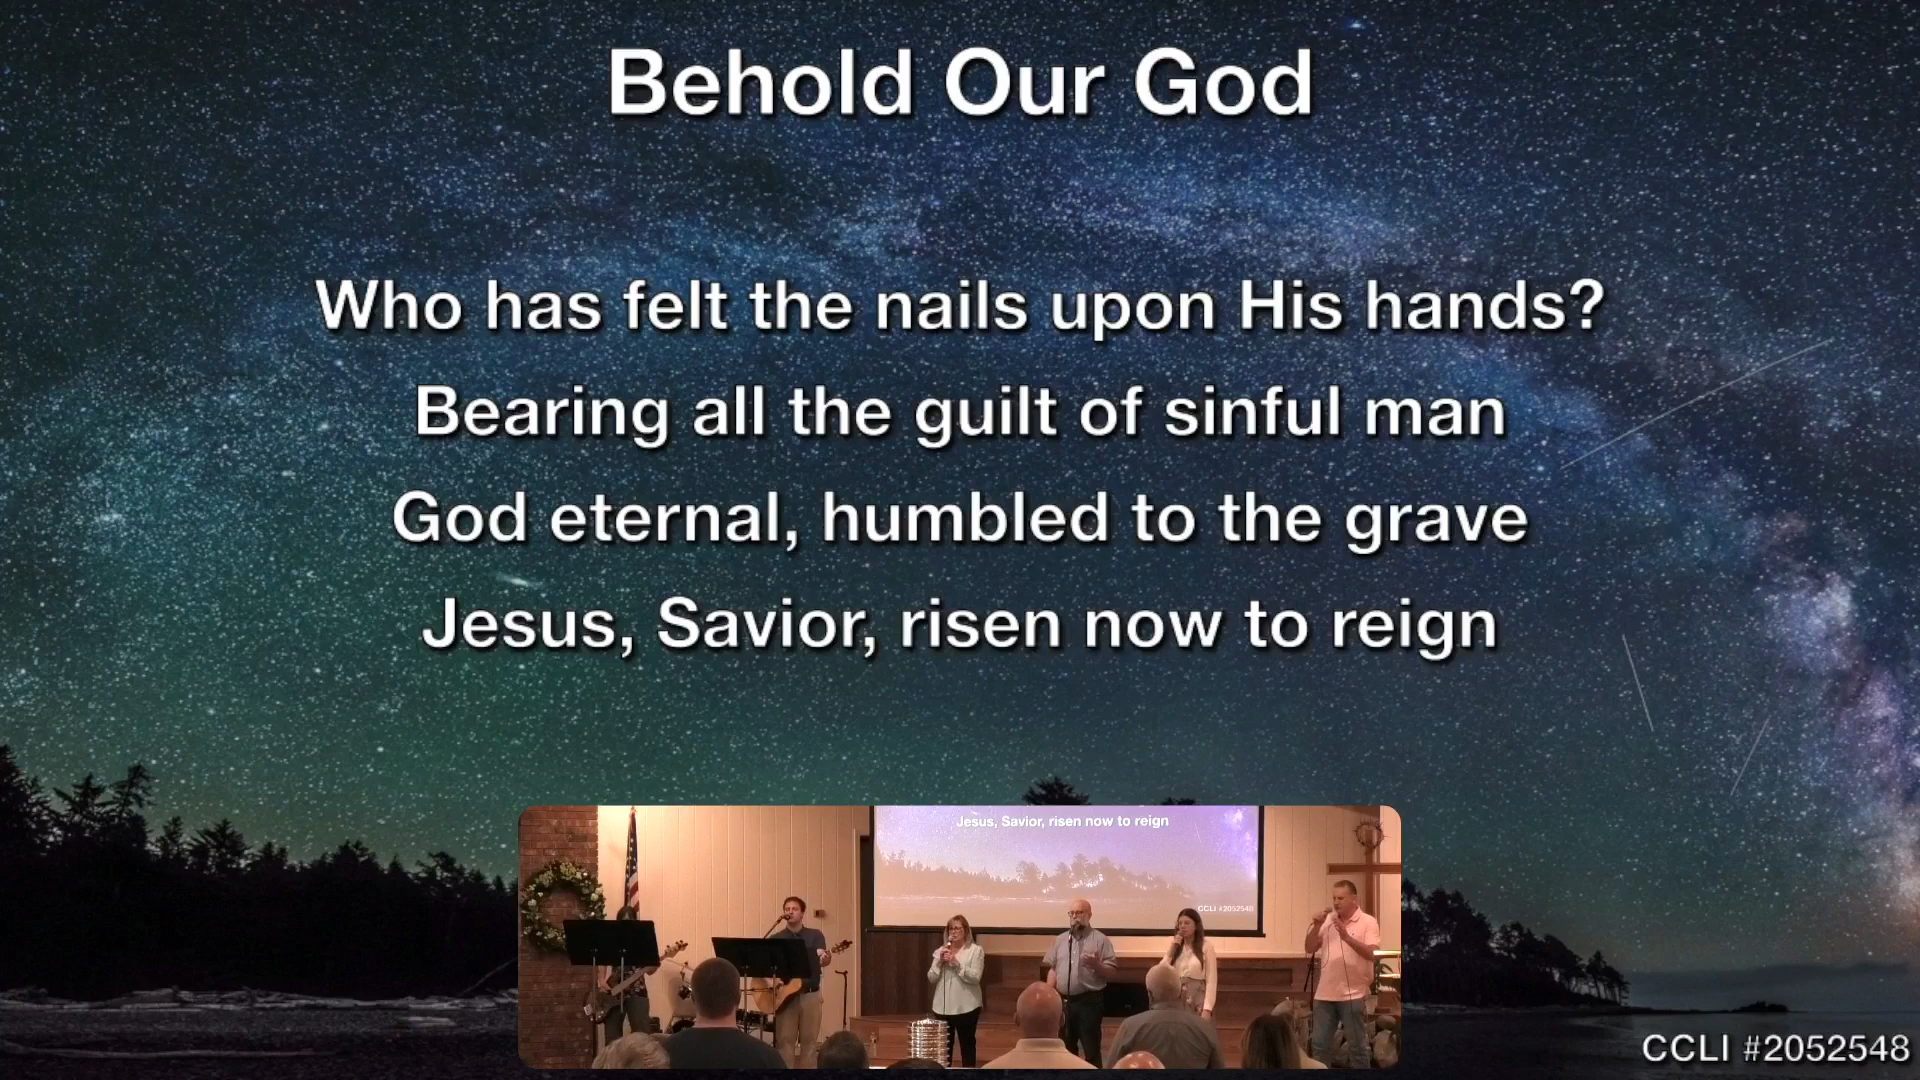 Behold Our God
Who has felt the nails upon His hands?
Bearing all the guilt of sinful man
God eternal, humbled to the grave
Jesus, Savior, risen now to reign
Jesus, Savior, risen now to reign
CCLI #2052548
CCLI #2052548